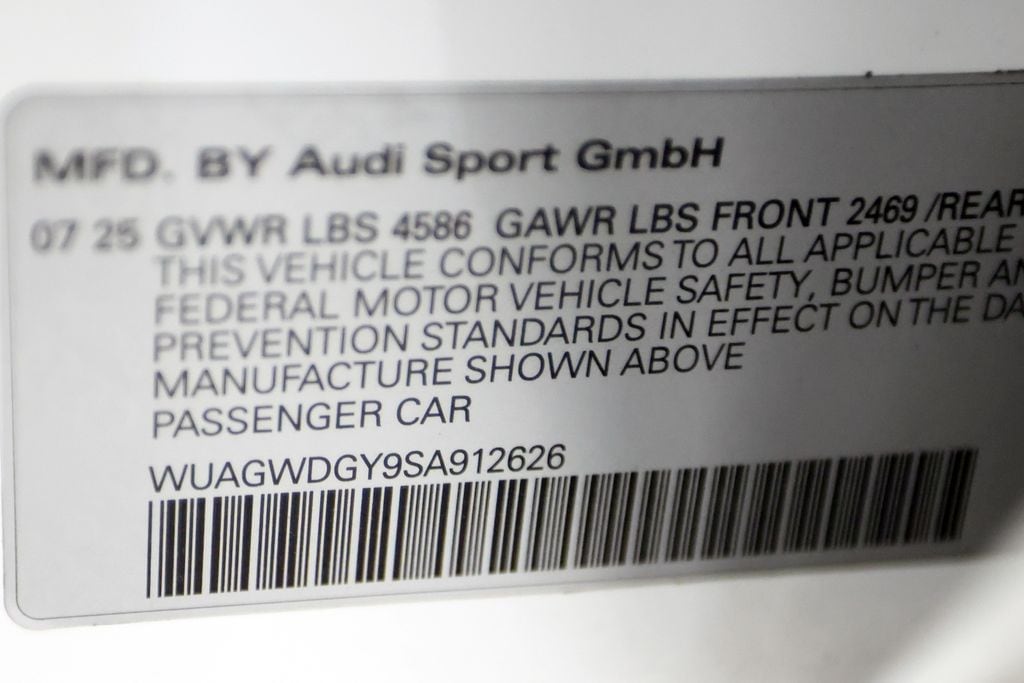 MFD. BY Audi Sport GmbH
07 25 GVWR LBS 4586 GAWR LBS FRONT 2469 /REAR
THIS VEHICLE CONFORMS TO ALL APPLICABLE
FEDERAL MOTOR VEHICLE SAFETY, BUMPER AN
PREVENTION STANDARDS IN EFFECT ON THE DA
MANUFACTURE SHOWN ABOVE
PASSENGER CAR
WUAGWDGY9SA912626